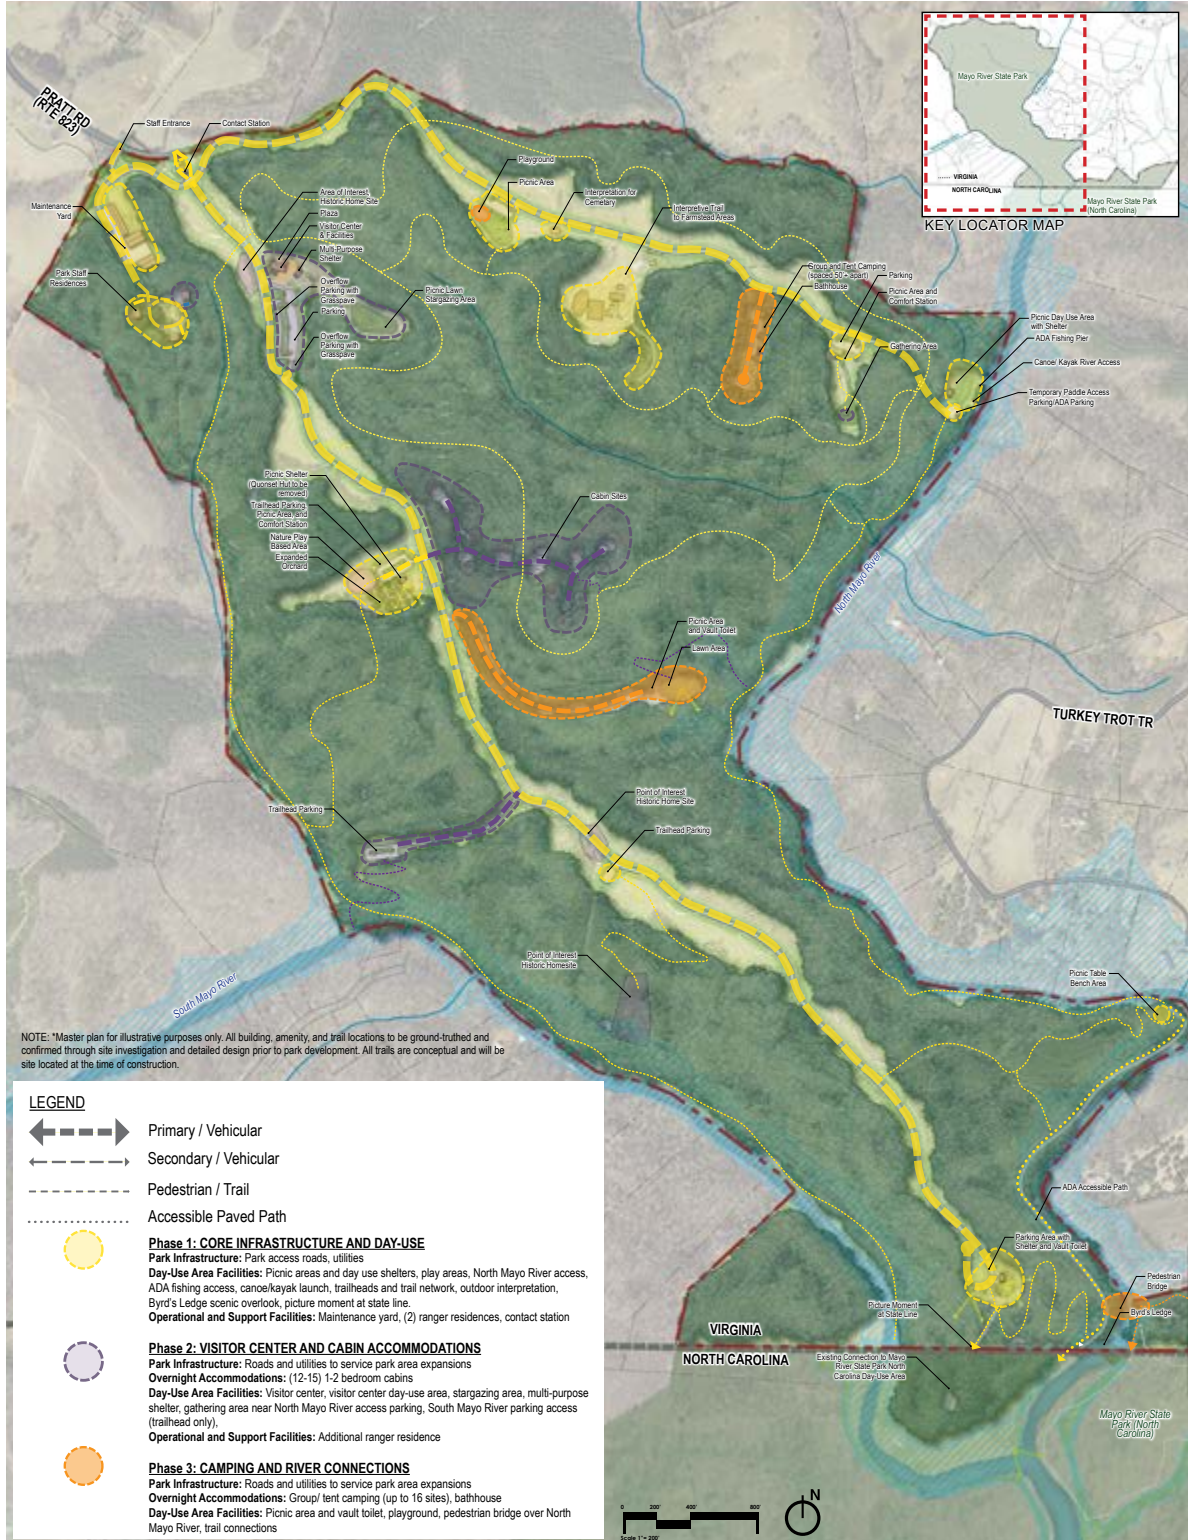 PRATT RD
(RTE 823)
Staff Entrance
Contact Station
Maintenance
Yard
Park Staff
Residences
Area of Interest,
Historic Home Site
Plaza
Visitor Center
& Facilities
Multi-Purpose
Shelter
Overflow
Parking with
Grasspave
Parking
Overflow
Parking with
Grasspave
Picnic Lawn
Stargazing Area
Playground
Picnic Area
Interpretation for
Cemetary
Interpretive Trail
to Farmstead Areas
Group and Tent Camping
(spaced 50'+ apart)
Bathhouse
Parking
Picnic Area and
Comfort Station
Gathering Area
Picnic Day Use Area
with Shelter
ADA Fishing Pier
Canoe/ Kayak River Access
Temporary Paddle Access
Parking/ADA Parking
Mayo River State Park
VIRGINIA
NORTH CAROLINA
Mayo River State Park
(North Carolina)
KEY LOCATOR MAP
Picnic Shelter
(Quonset Hut to be
removed)
Trailhead Parking,
Picnic Area, and
Comfort Station
Nature Play
Based Area
Expanded
Orchard
Cabin Sites
North Mayo River
Picnic Area
and Vault Toilet
Lawn Area
TURKEY TROT TR
Trailhead Parking
Point of Interest
Historic Home Site
Trailhead Parking
Point of Interest
Historic Homesite
South Mayo River
Picnic Table
Bench Area
ADA Accessible Path
Parking Area with
Shelter and Vault Toilet
Pedestrian
Bridge
Byrd's Ledge
Picture Moment
at State Line
VIRGINIA
NORTH CAROLINA
Existing Connection to Mayo
River State Park North
Carolina Day-Use Area
Mayo River State
Park (North
Carolina)
NOTE: *Master plan for illustrative purposes only. All building, amenity, and trail locations to be ground-truthed and
confirmed through site investigation and detailed design prior to park development. All trails are conceptual and will be
site located at the time of construction.
LEGEND
Primary / Vehicular
Secondary / Vehicular
Pedestrian / Trail
Accessible Paved Path
Phase 1: CORE INFRASTRUCTURE AND DAY-USE
Park Infrastructure: Park access roads, utilities
Day-Use Area Facilities: Picnic areas and day use shelters, play areas, North Mayo River access,
ADA fishing access, canoe/kayak launch, trailheads and trail network, outdoor interpretation,
Byrd's Ledge scenic overlook, picture moment at state line.
Operational and Support Facilities: Maintenance yard, (2) ranger residences, contact station
Phase 2: VISITOR CENTER AND CABIN ACCOMMODATIONS
Park Infrastructure: Roads and utilities to service park area expansions
Overnight Accommodations: (12-15) 1-2 bedroom cabins
Day-Use Area Facilities: Visitor center, visitor center day-use area, stargazing area, multi-purpose
shelter, gathering area near North Mayo River access parking, South Mayo River parking access
(trailhead only),
Operational and Support Facilities: Additional ranger residence
Phase 3: CAMPING AND RIVER CONNECTIONS
Park Infrastructure: Roads and utilities to service park area expansions
Overnight Accommodations: Group/ tent camping (up to 16 sites), bathhouse
Day-Use Area Facilities: Picnic area and vault toilet, playground, pedestrian bridge over North
Mayo River, trail connections
0 200' 400' 800'
Scale 1"= 200'
N